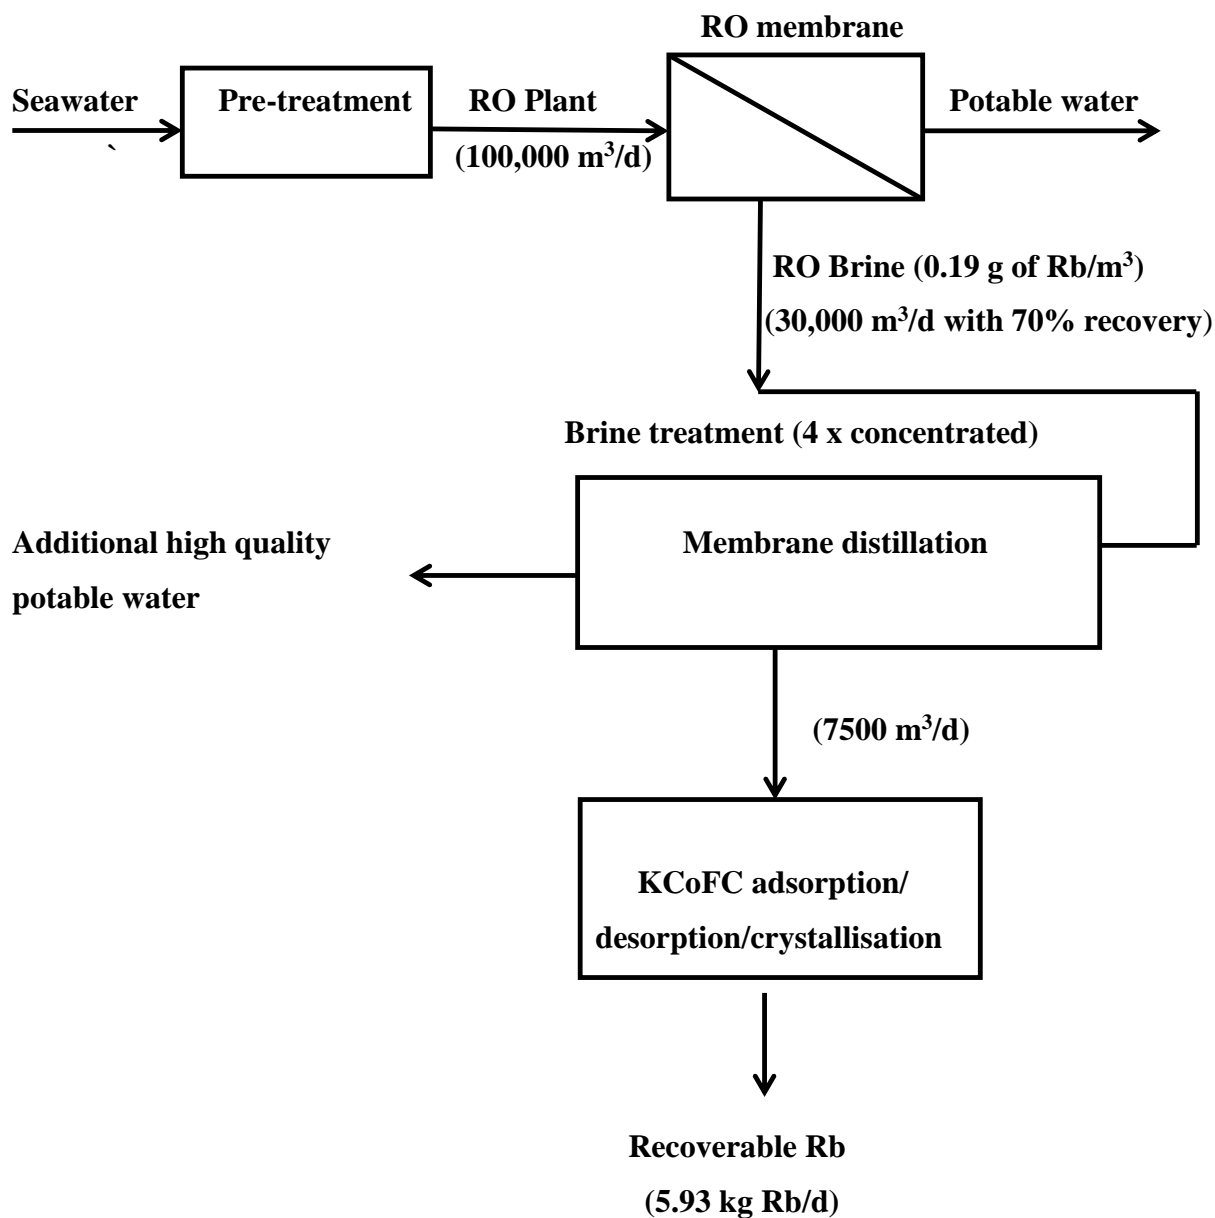 RO membrane
Seawater
Pre-treatment
RO Plant
Potable water
`
(100,000 m³/d)
RO Brine (0.19 g of Rb/m³)
(30,000 m³/d with 70% recovery)
Brine treatment (4 x concentrated)
Additional high quality
potable water
Membrane distillation
(7500 m³/d)
KCoFC adsorption/
desorption/crystallisation
Recoverable Rb
(5.93 kg Rb/d)